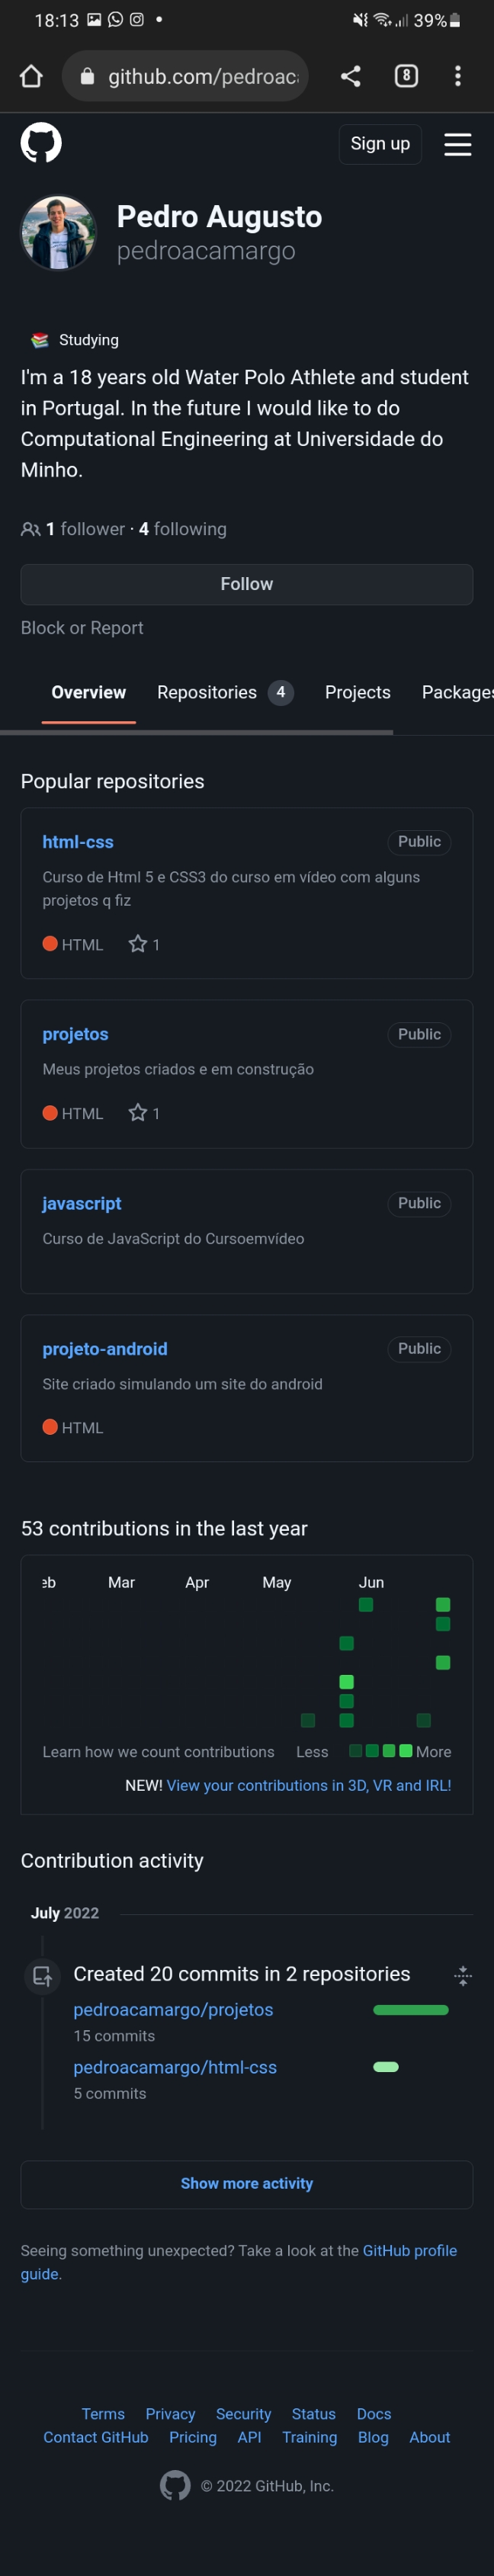 18:13
39%
github.com/pedroac
8
Sign up
Pedro Augusto
pedroacamargo
Studying
I'm a 18 years old Water Polo Athlete and student
in Portugal. In the future I would like to do
Computational Engineering at Universidade do
Minho.
1 follower · 4 following
Follow
Block or Report
Overview Repositories 4 Projects Packages
Popular repositories
html-css Public
Curso de Html 5 e CSS3 do curso em vídeo com alguns
projetos q fiz
HTML 1
projetos Public
Meus projetos criados e em construção
HTML 1
javascript Public
Curso de JavaScript do Cursoemvídeo
projeto-android Public
Site criado simulando um site do android
HTML
53 contributions in the last year
eb Mar Apr May Jun
Learn how we count contributions Less More
NEW! View your contributions in 3D, VR and IRL!
Contribution activity
July 2022
Created 20 commits in 2 repositories
pedroacamargo/projetos
15 commits
pedroacamargo/html-css
5 commits
Show more activity
Seeing something unexpected? Take a look at the GitHub profile
guide.
Terms Privacy Security Status Docs
Contact GitHub Pricing API Training Blog About
© 2022 GitHub, Inc.